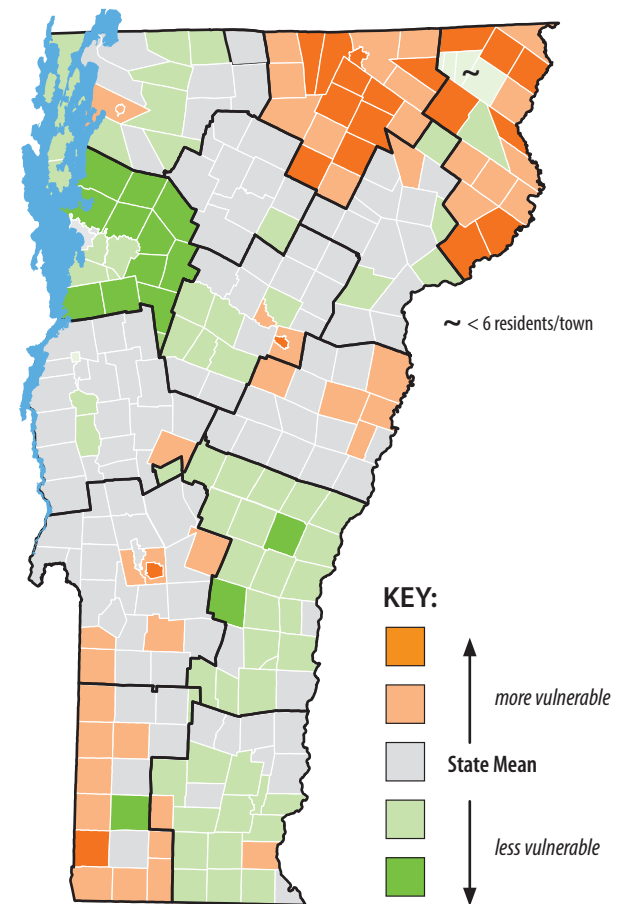 ~
~ < 6 residents/town
KEY:
more vulnerable
State Mean
less vulnerable